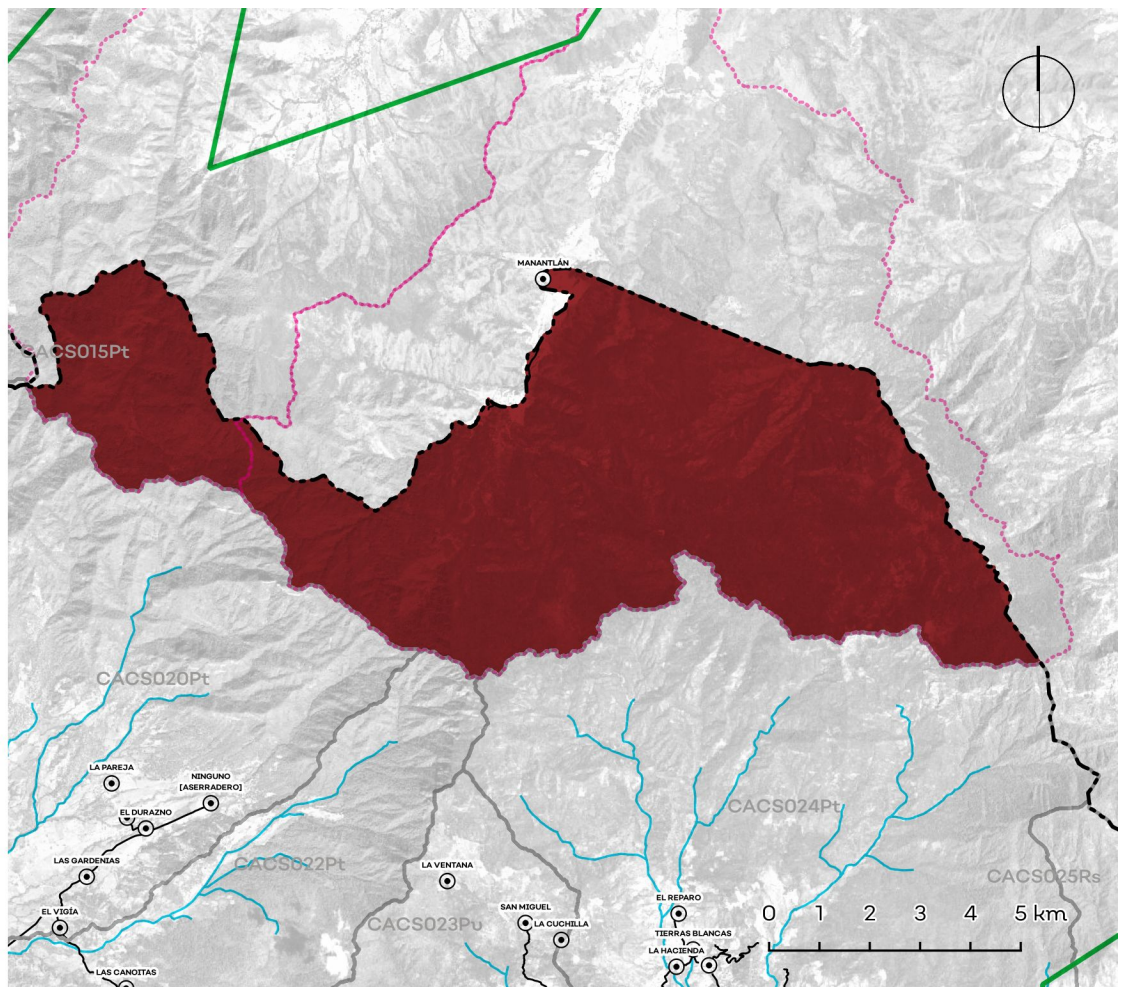 MANANTLÁN
CACS015Pt
CACS020Pt
LA PAREJA
NINGUNO
[ASERRADERO]
EL DURAZNO
CACS024Pt
LAS GARDENIAS
CACS022Pt
LA VENTANA
CACS025Rs
EL VIGÍA
CACS023Pu
SAN MIGUEL
LA CUCHILLA
EL REPARO
0 1 2 3 4 5 km
TIERRAS BLANCAS
LA HACIENDA
LAS CANOITAS